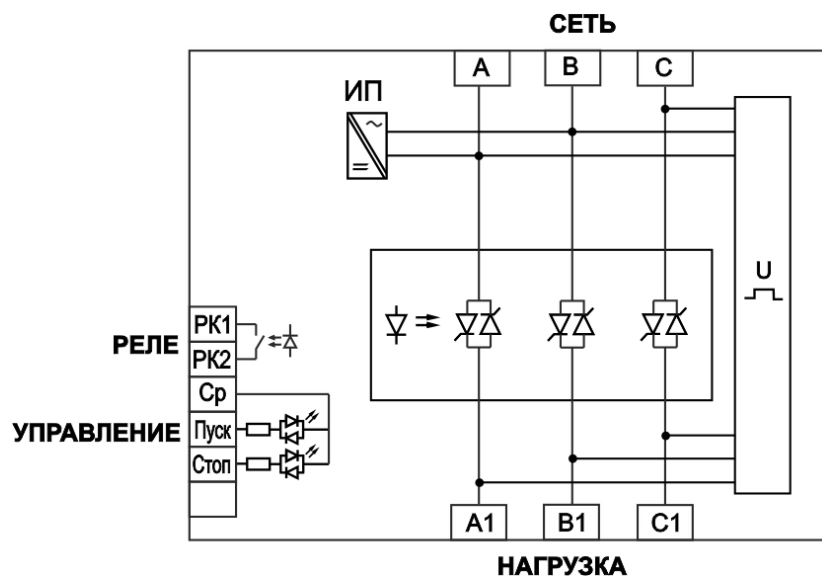 СЕТЬ
A B C
ИП
U
РЕЛЕ
РК1
РК2
Ср
УПРАВЛЕНИЕ
Пуск
Стоп
A1 B1 C1
НАГРУЗКА